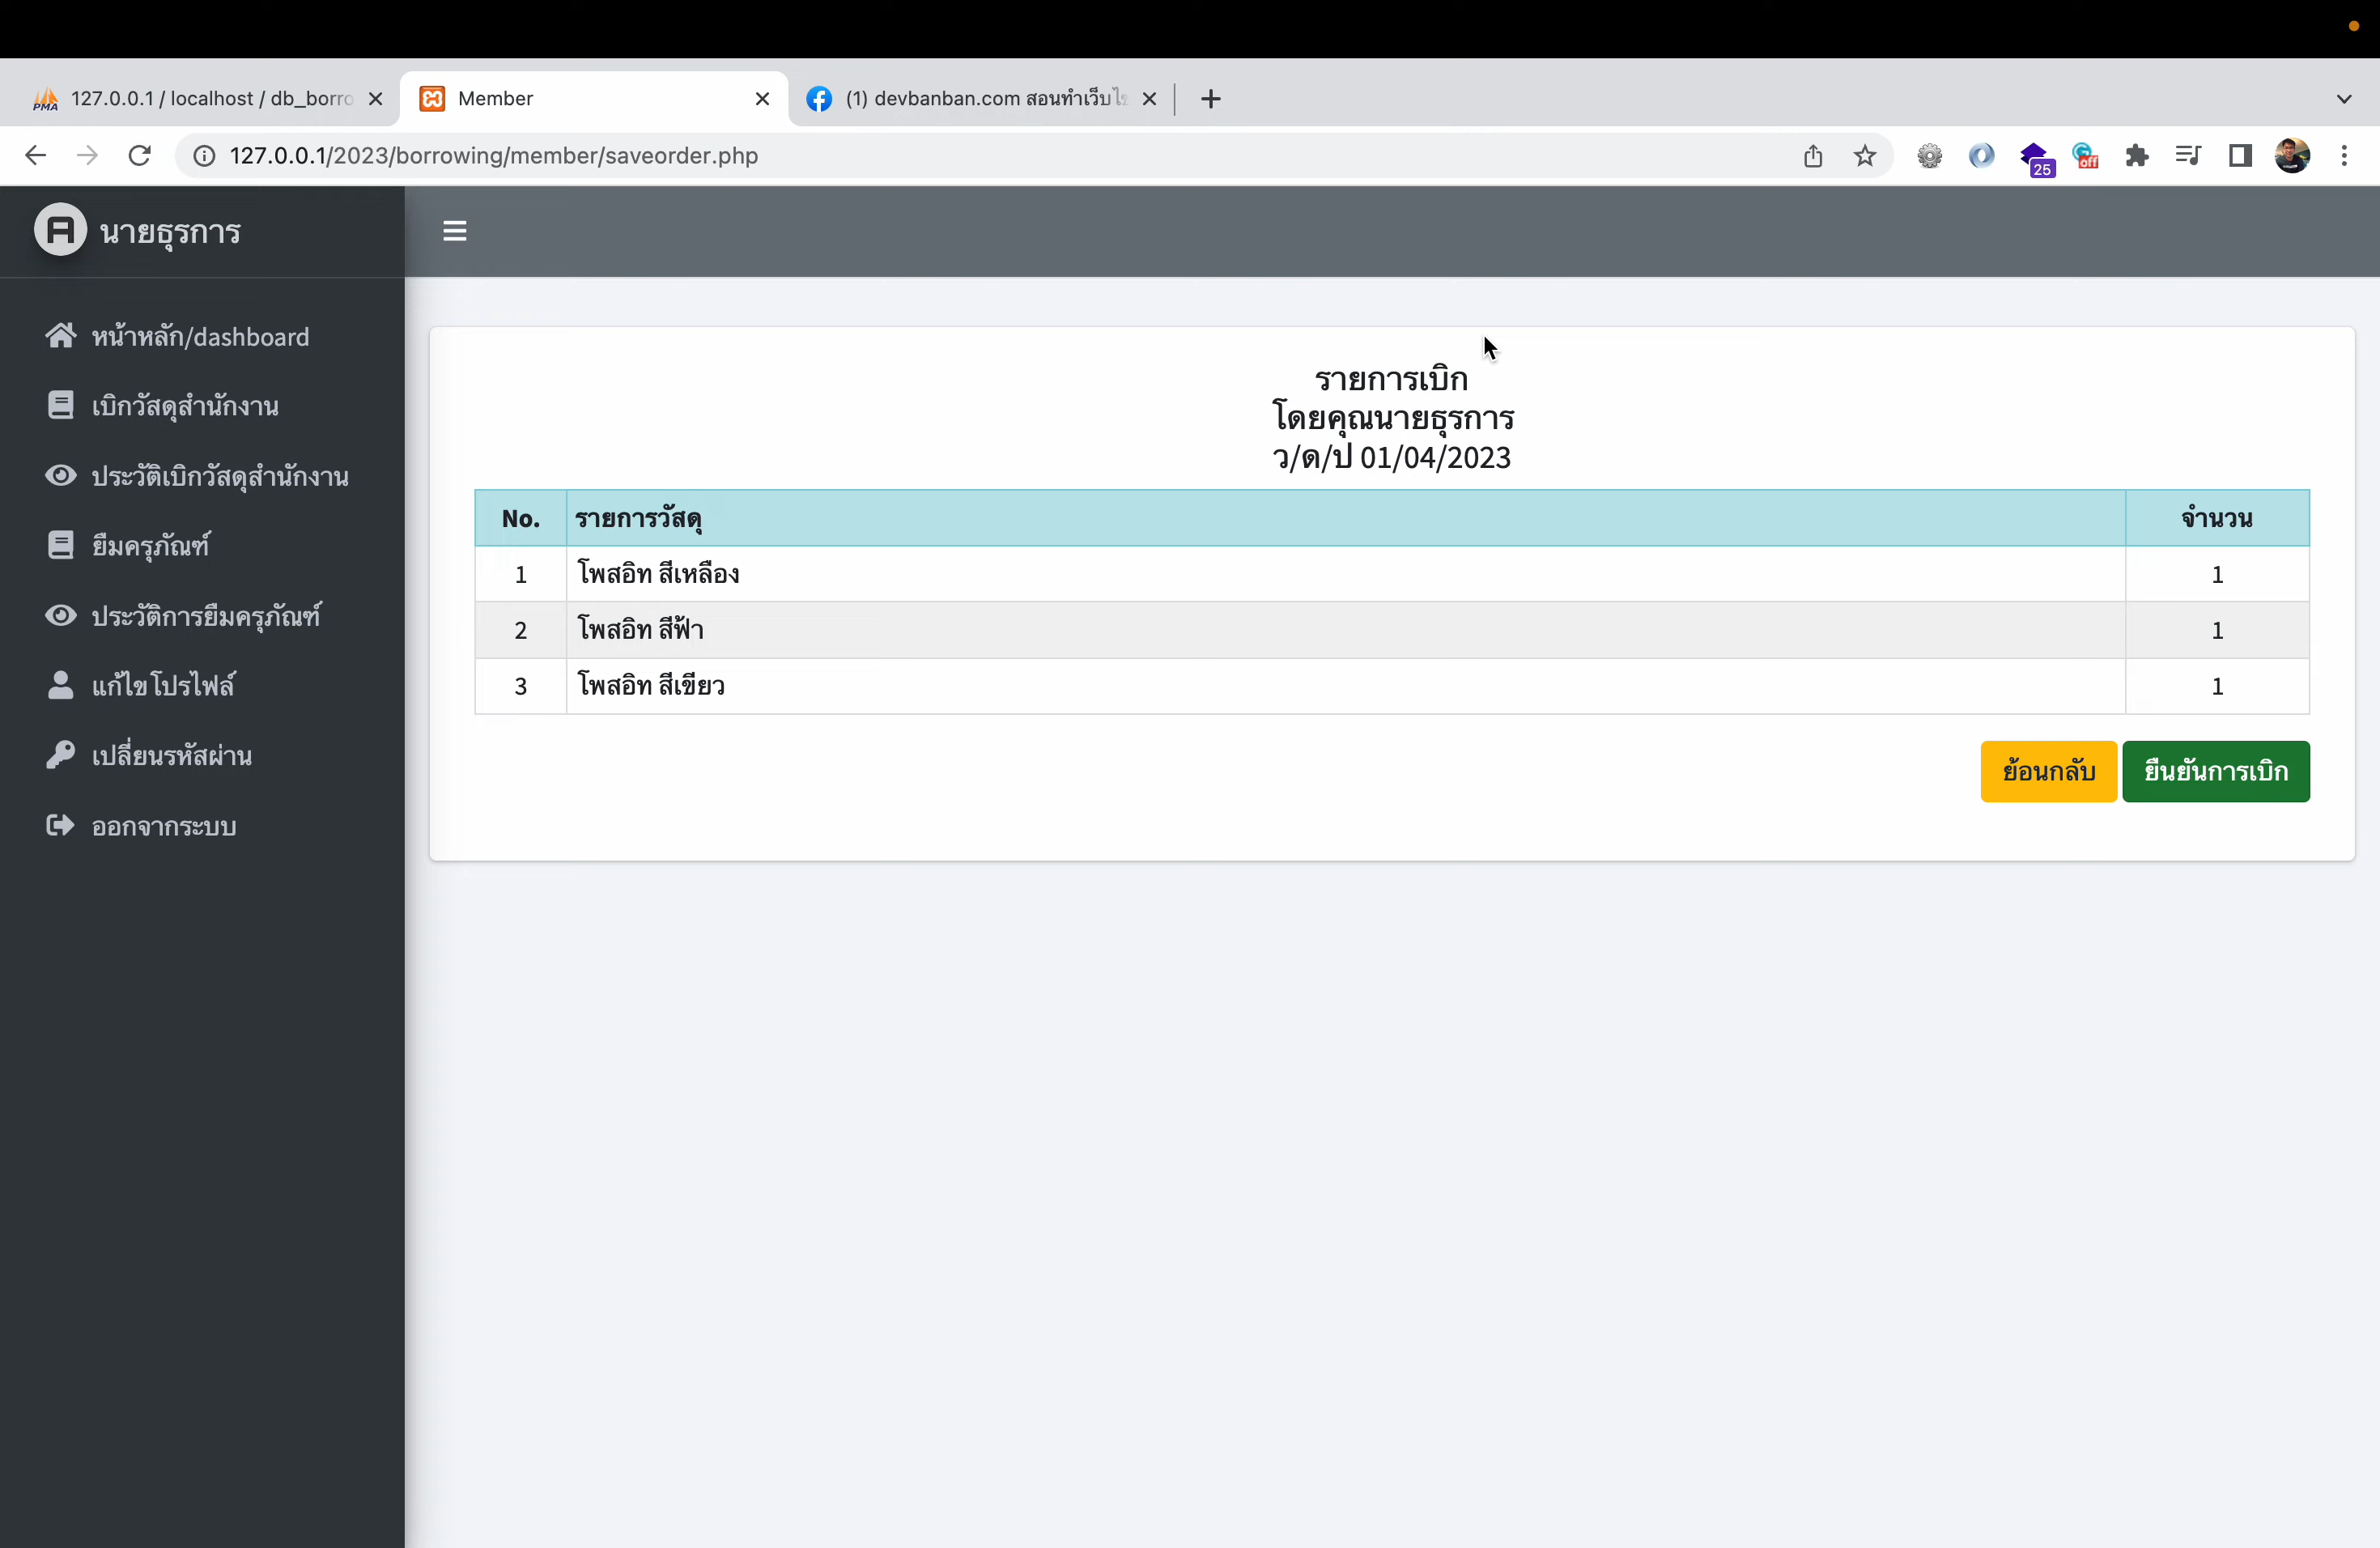 127.0.0.1 / localhost / db_borro
Member
(1) devbanban.com สอนทำเว็บไซ
127.0.0.1/2023/borrowing/member/saveorder.php
25
off
นายธุรการ
หน้าหลัก/dashboard
เบิกวัสดุสำนักงาน
ประวัติเบิกวัสดุสำนักงาน
ยืมครุภัณฑ์
ประวัติการยืมครุภัณฑ์
แก้ไขโปรไฟล์
เปลี่ยนรหัสผ่าน
ออกจากระบบ
รายการเบิก
โดยคุณนายธุรการ
ว/ด/ป 01/04/2023
No. รายการวัสดุ จำนวน
1 โพสอิท สีเหลือง 1
2 โพสอิท สีฟ้า 1
3 โพสอิท สีเขียว 1
ย้อนกลับ ยืนยันการเบิก